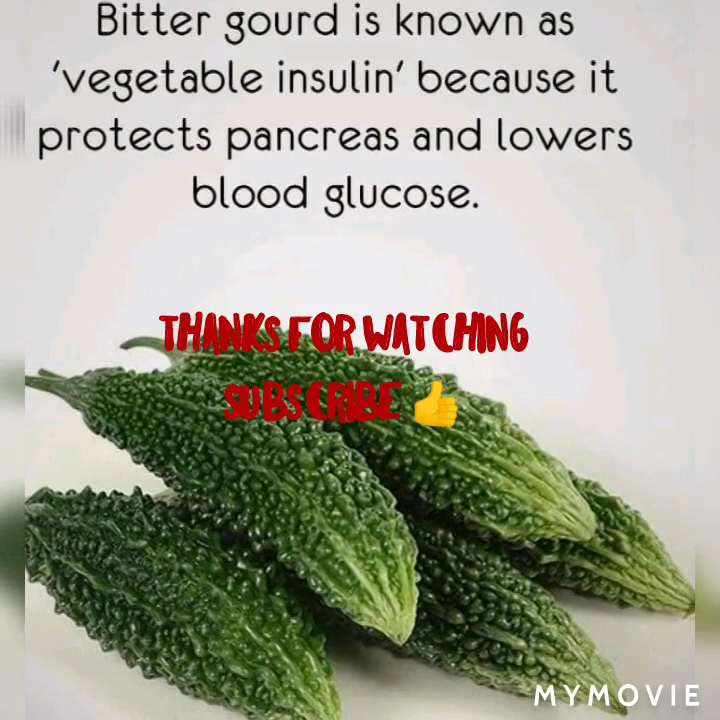 Bitter gourd is known as
'vegetable insulin' because it
protects pancreas and lowers
blood glucose.
THANKS FOR WATCHING
SUBSCRIBE 👍
MYMOVIE